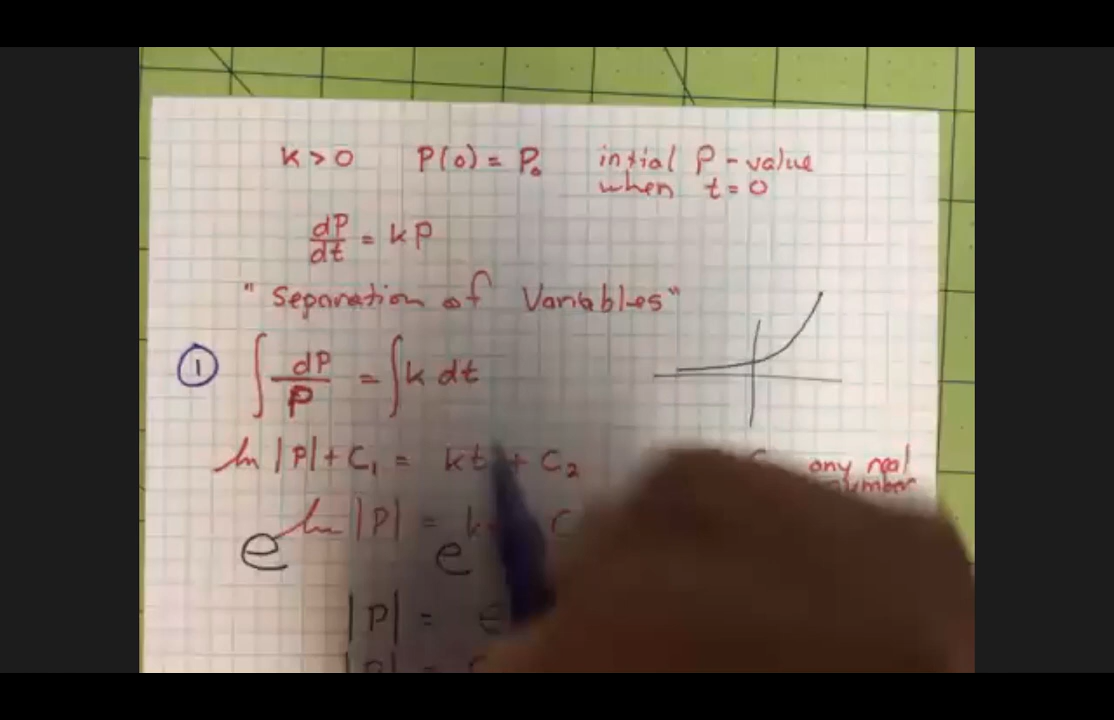 k > 0 P(0) = P₀ initial P-value
when t = 0
dP/dt = kP
"Separation of Variables"
① ∫ dP/P = ∫ k dt
ln |P| + C₁ = kt + C₂
any real
number
e^ln |P| = e^k C
|P| = e
|P| =